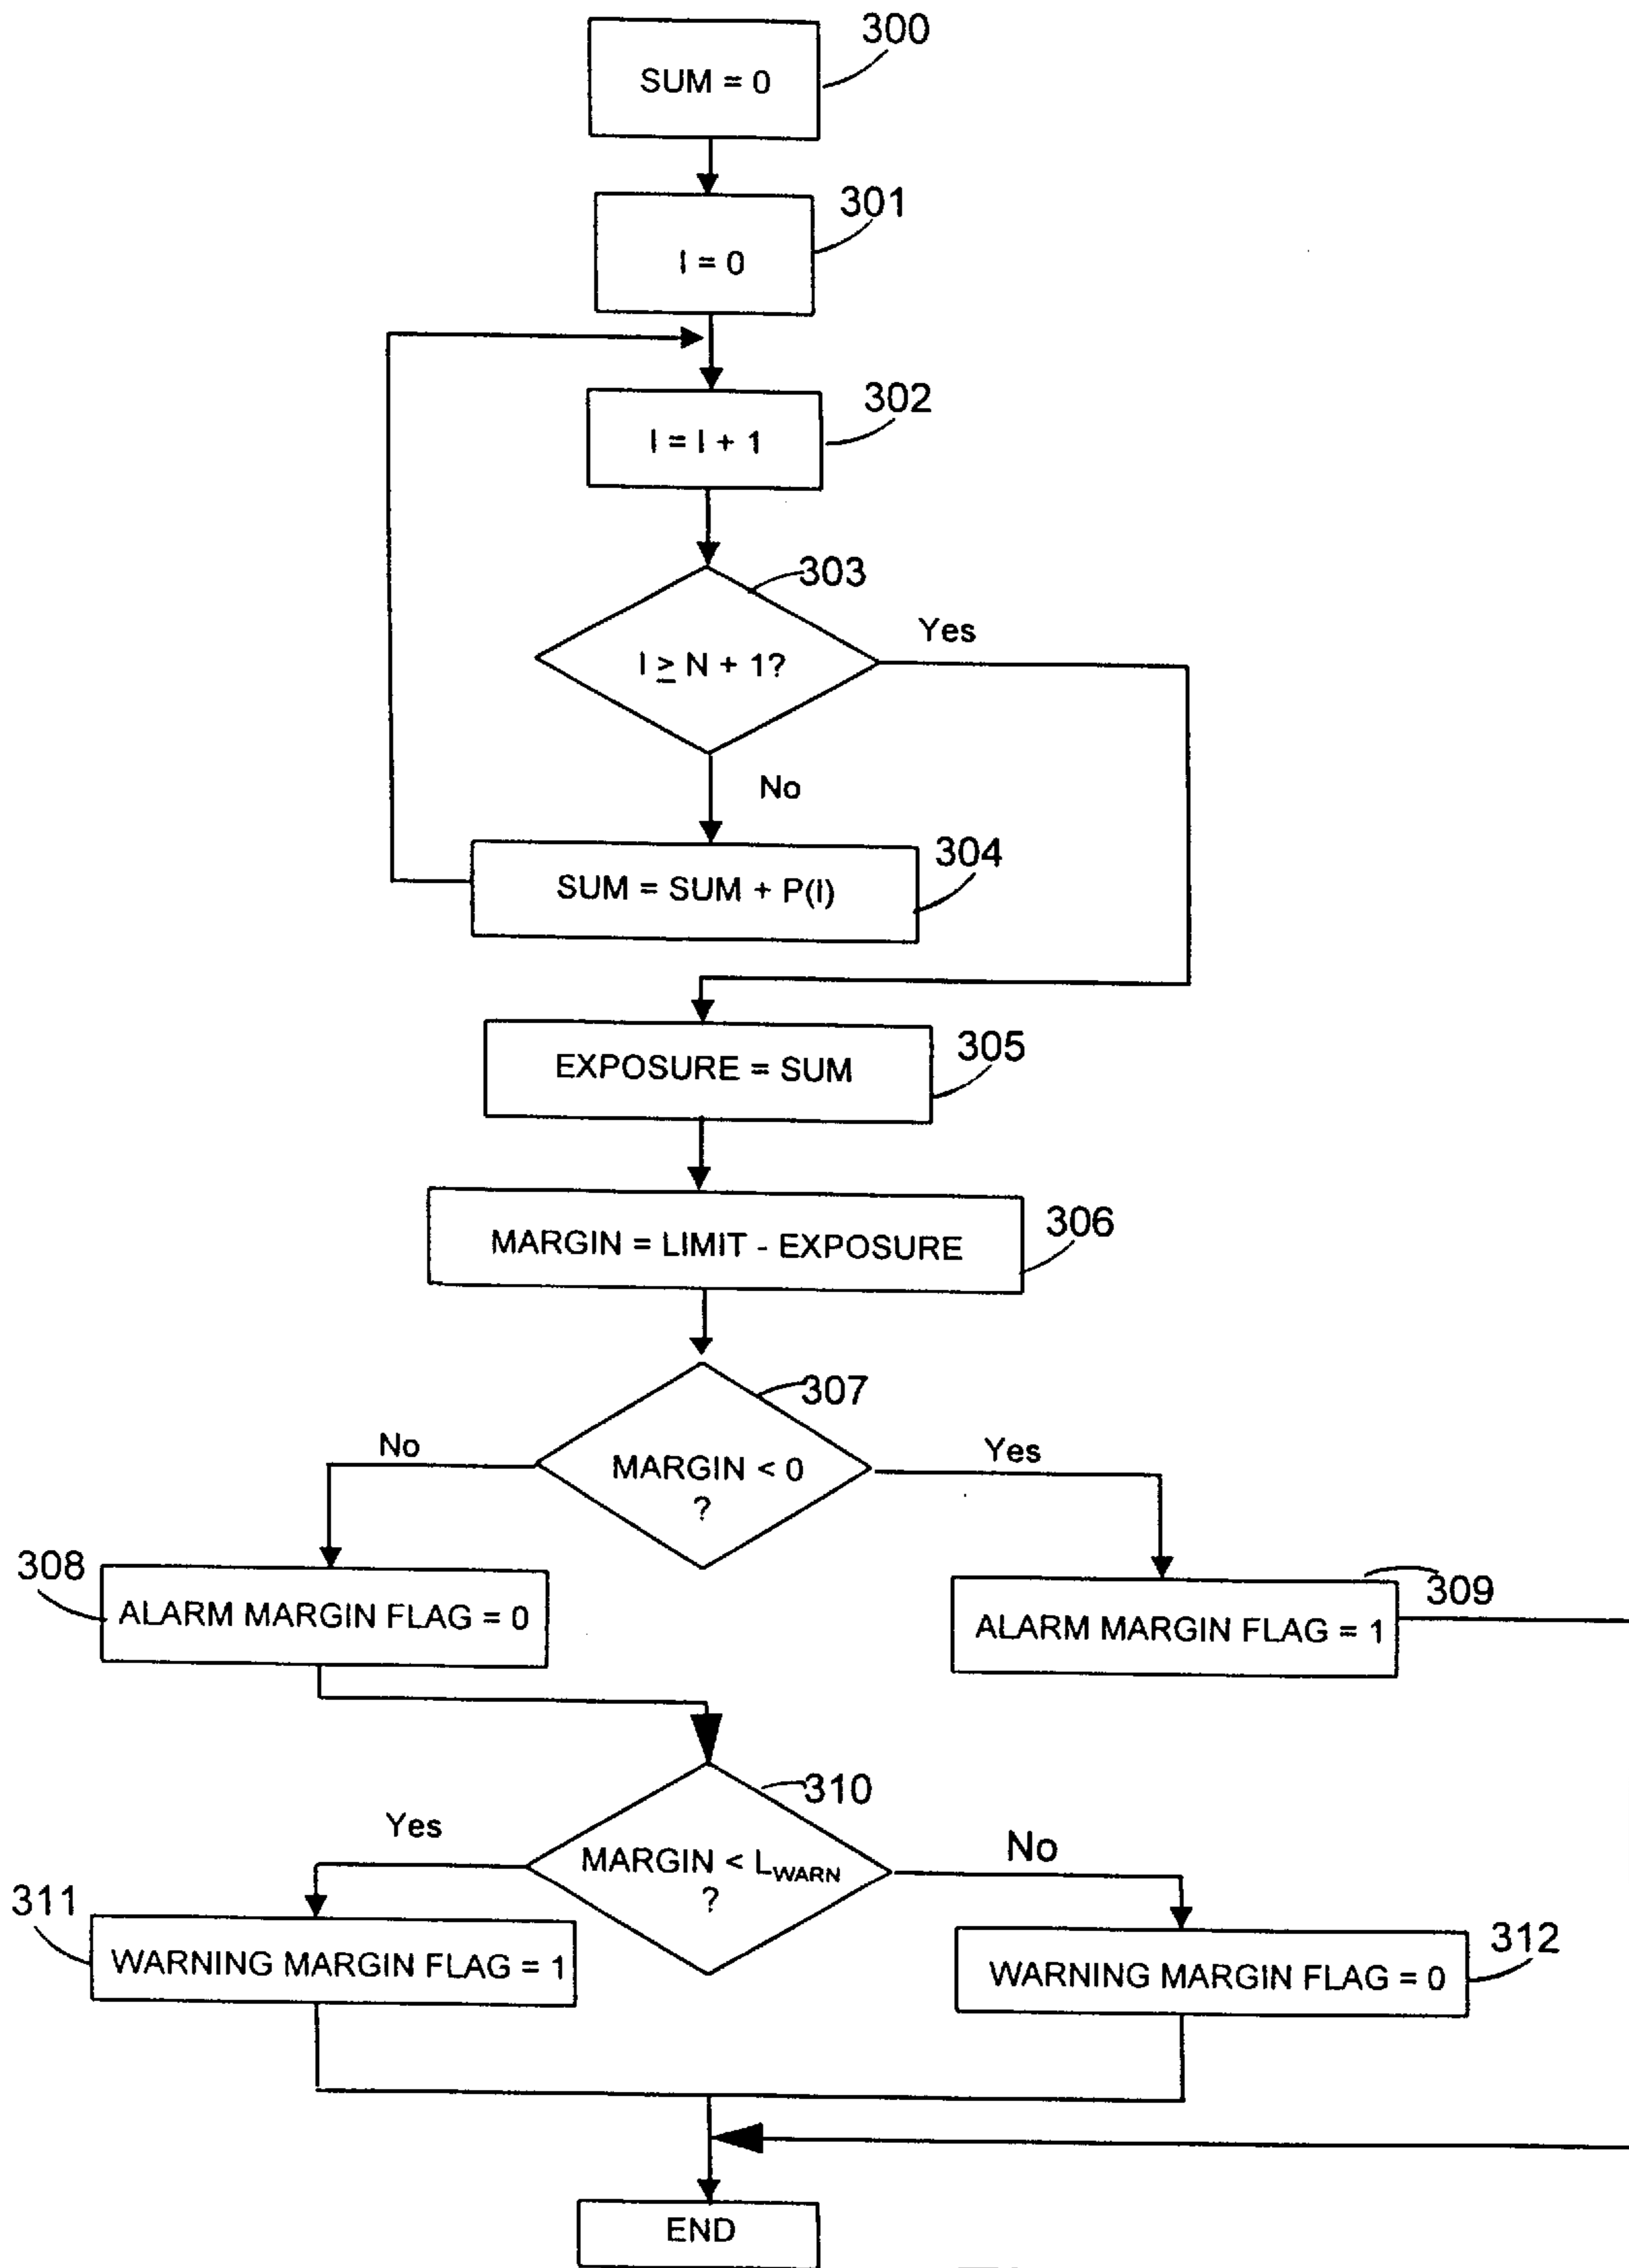 300
SUM = 0
301
I = 0
302
I = I + 1
303
Yes
I ≥ N + 1?
No
304
SUM = SUM + P(I)
305
EXPOSURE = SUM
306
MARGIN = LIMIT - EXPOSURE
307
No
Yes
MARGIN < 0
?
308
309
ALARM MARGIN FLAG = 0
ALARM MARGIN FLAG = 1
310
Yes
No
MARGIN < L_WARN
?
311
312
WARNING MARGIN FLAG = 1
WARNING MARGIN FLAG = 0
END